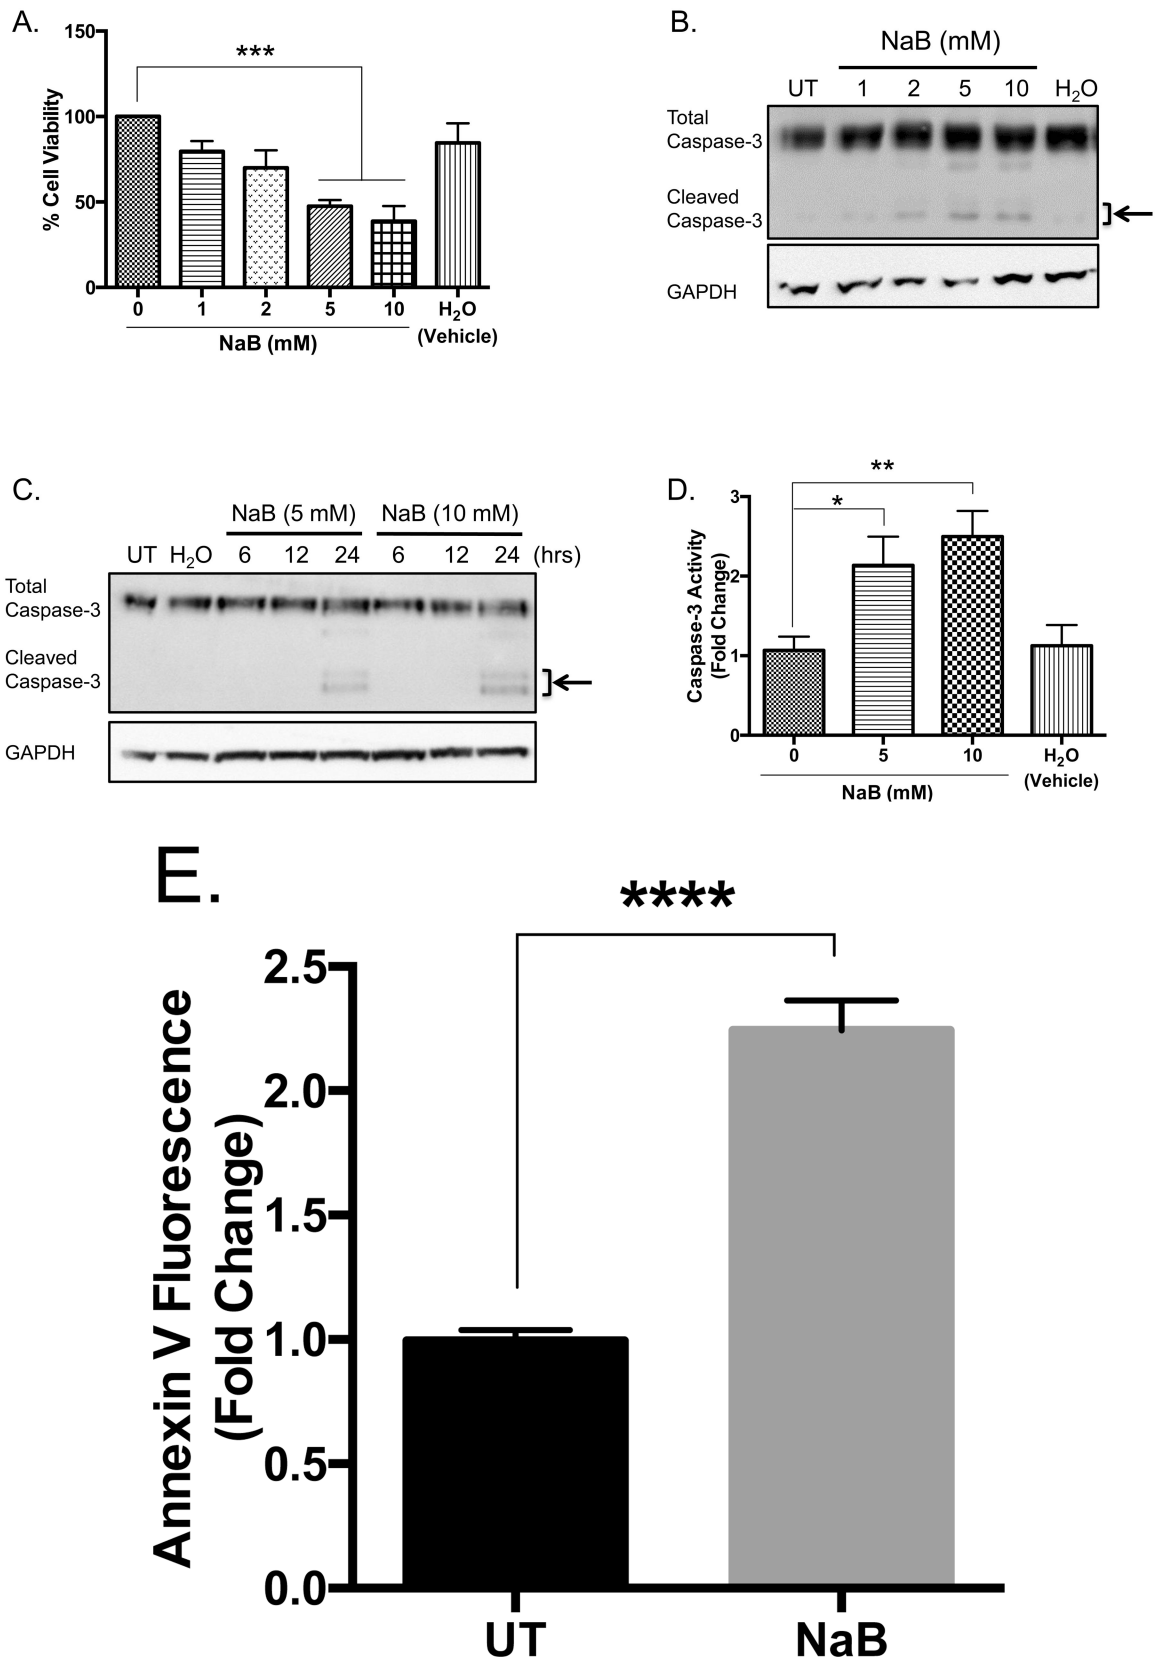 A.
150
100
50
0
% Cell Viability
***
0 1 2 5 10 H₂O
(Vehicle)
NaB (mM)
B.
NaB (mM)
UT 1 2 5 10 H₂O
Total
Caspase-3
Cleaved
Caspase-3
GAPDH
C.
NaB (5 mM) NaB (10 mM)
UT H₂O 6 12 24 6 12 24 (hrs)
Total
Caspase-3
Cleaved
Caspase-3
GAPDH
D.
3
2
1
0
Caspase-3 Activity
(Fold Change)
**
*
0 5 10 H₂O
(Vehicle)
NaB (mM)
E.
****
2.5
2.0
1.5
1.0
0.5
0.0
Annexin V Fluorescence
(Fold Change)
UT NaB